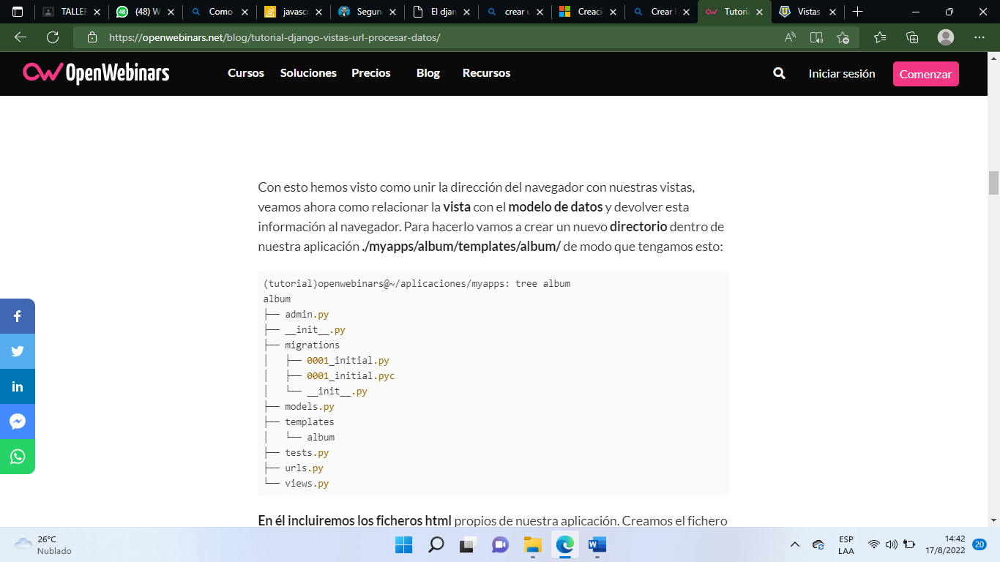 TALLER
48 (48) W
Como
javascr
Segun
El djan
crear u
Creaci
Crear l
Tutoria
Vistas
https://openwebinars.net/blog/tutorial-django-vistas-url-procesar-datos/
OpenWebinars
Cursos Soluciones Precios Blog Recursos Iniciar sesión Comenzar
Con esto hemos visto como unir la dirección del navegador con nuestras vistas,
veamos ahora como relacionar la vista con el modelo de datos y devolver esta
información al navegador. Para hacerlo vamos a crear un nuevo directorio dentro de
nuestra aplicación ./myapps/album/templates/album/ de modo que tengamos esto:
(tutorial)openwebinars@~/aplicaciones/myapps: tree album
album
├── admin.py
├── __init__.py
├── migrations
│   ├── 0001_initial.py
│   ├── 0001_initial.pyc
│   └── __init__.py
├── models.py
├── templates
│   └── album
├── tests.py
├── urls.py
└── views.py
En él incluiremos los ficheros html propios de nuestra aplicación. Creamos el fichero
26°C
Nublado
ESP
LAA
14:42
17/8/2022
20